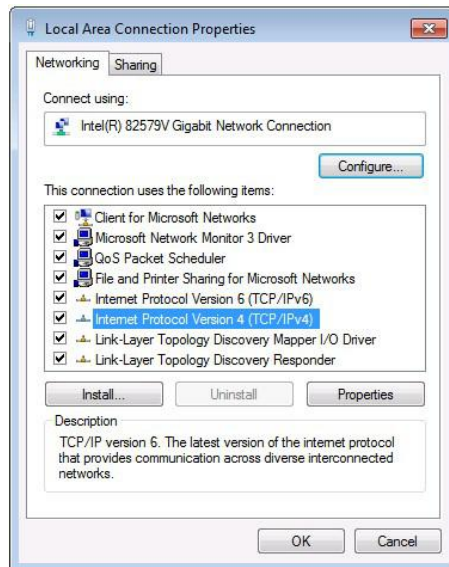 Local Area Connection Properties
Networking
Sharing
Connect using:
Intel(R) 82579V Gigabit Network Connection
Configure...
This connection uses the following items:
Client for Microsoft Networks
Microsoft Network Monitor 3 Driver
QoS Packet Scheduler
File and Printer Sharing for Microsoft Networks
Internet Protocol Version 6 (TCP/IPv6)
Internet Protocol Version 4 (TCP/IPv4)
Link-Layer Topology Discovery Mapper I/O Driver
Link-Layer Topology Discovery Responder
Install...
Uninstall
Properties
Description
TCP/IP version 6. The latest version of the internet protocol
that provides communication across diverse interconnected
networks.
OK
Cancel